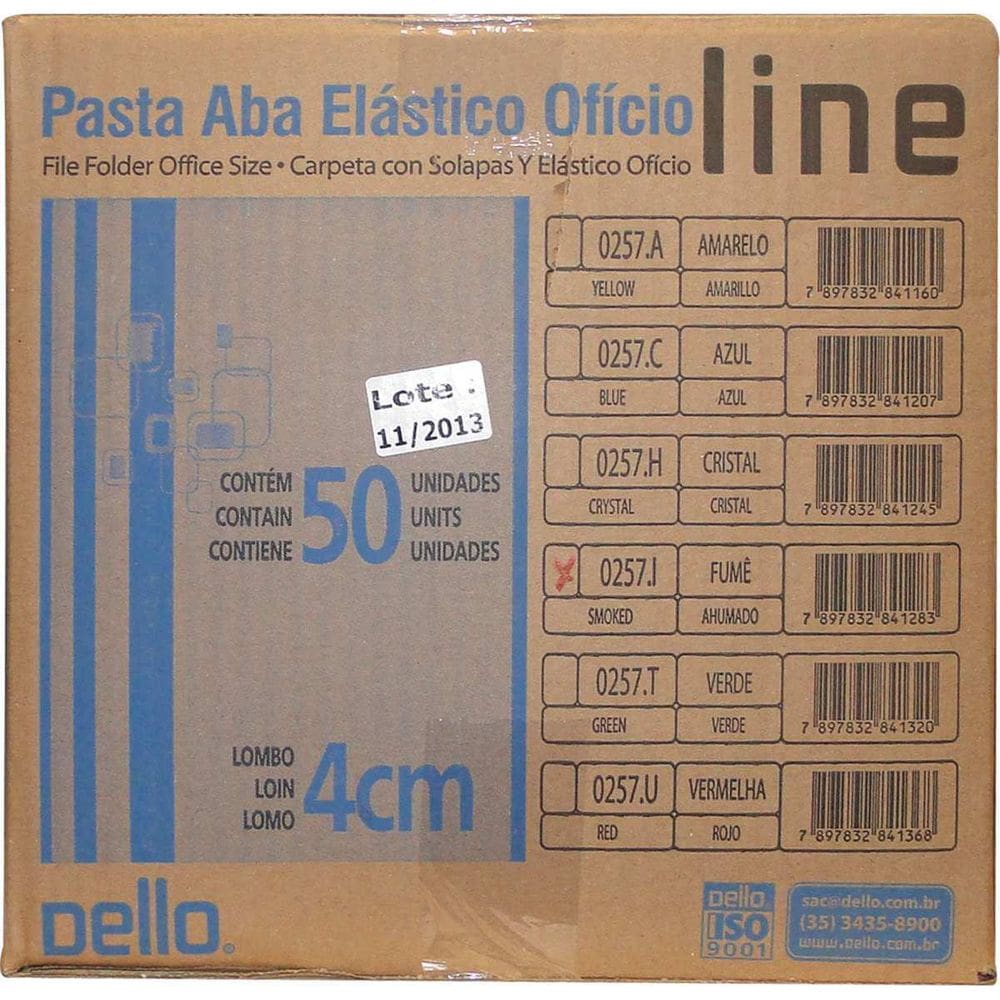 Pasta Aba Elástico Ofício line
File Folder Office Size • Carpeta con Solapas Y Elástico Ofício
0257.A AMARELO
YELLOW AMARILLO
7 897832 841160
0257.C AZUL
BLUE AZUL
7 897832 841207
0257.H CRISTAL
CRYSTAL CRISTAL
7 897832 841245
X 0257.I FUMÊ
SMOKED AHUMADO
7 897832 841283
0257.T VERDE
GREEN VERDE
7 897832 841320
0257.U VERMELHA
RED ROJO
7 897832 841368
Lote :
11/2013
CONTÉM 50 UNIDADES
CONTAIN UNITS
CONTIENE UNIDADES
LOMBO 4cm
LOIN
LOMO
Dello®
Dello
ISO
9001
sac@dello.com.br
(35) 3435-8900
www.dello.com.br